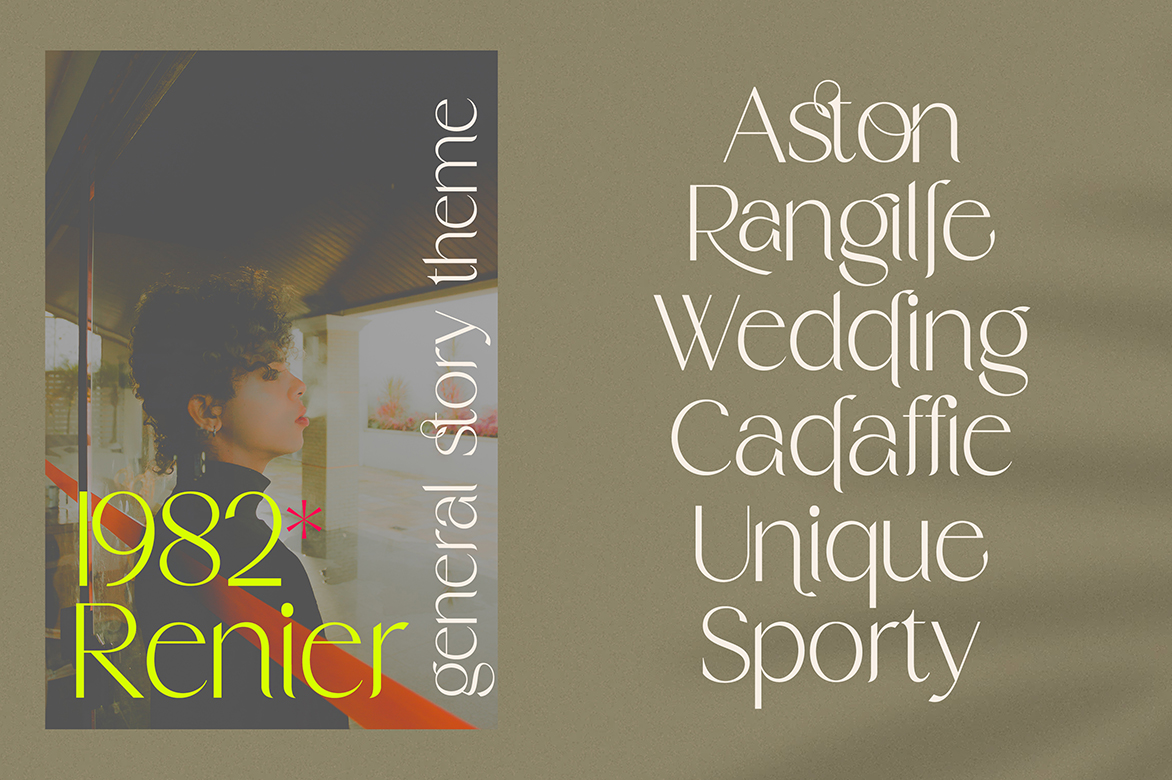 1982*
Renier
general story theme
Aston
Rangilse
Wedding
Cadaffie
Unique
Sporty